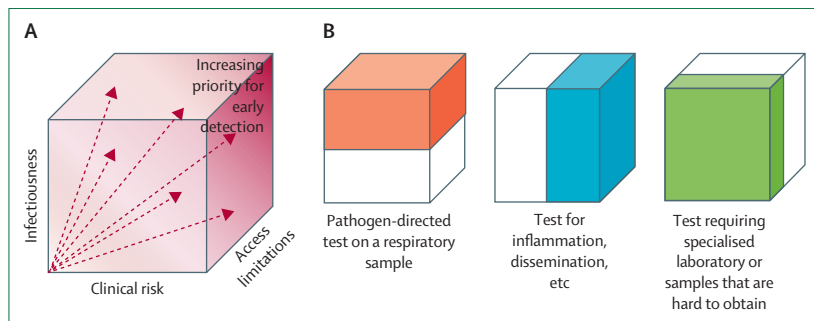 A
Increasing
priority for
early
detection
Infectiousness
Clinical risk
Access
limitations
B
Pathogen-directed
test on a respiratory
sample
Test for
inflammation,
dissemination,
etc
Test requiring
specialised
laboratory or
samples that are
hard to obtain